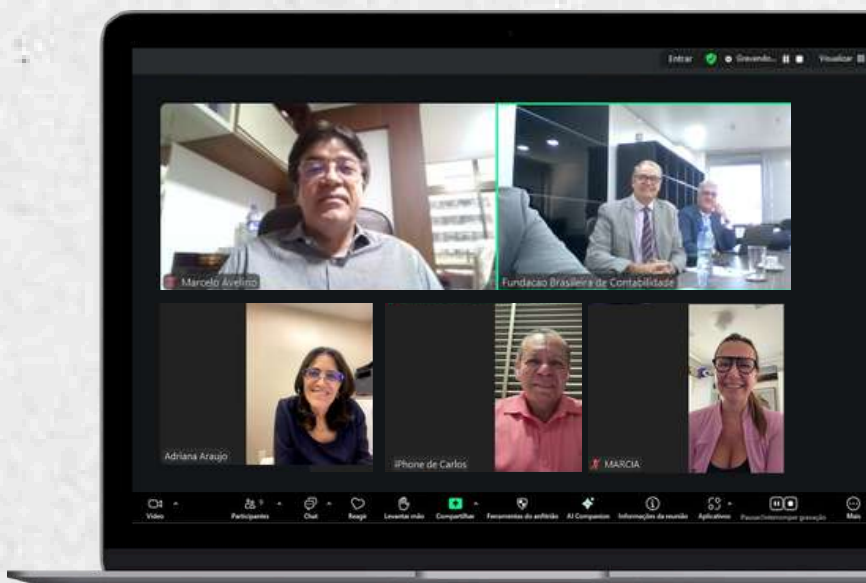 Entrar Gravando... Visualizar
Marcelo Avelino
Fundacao Brasileira de Contabilidade
Adriana Araujo
iPhone de Carlos
MARCIA
Vídeo Participantes 9 Chat Reagir Levantar mão Compartilhar Ferramentas do anfitrião AI Companion Informações da reunião Aplicativos Pausar/interromper gravação Mais